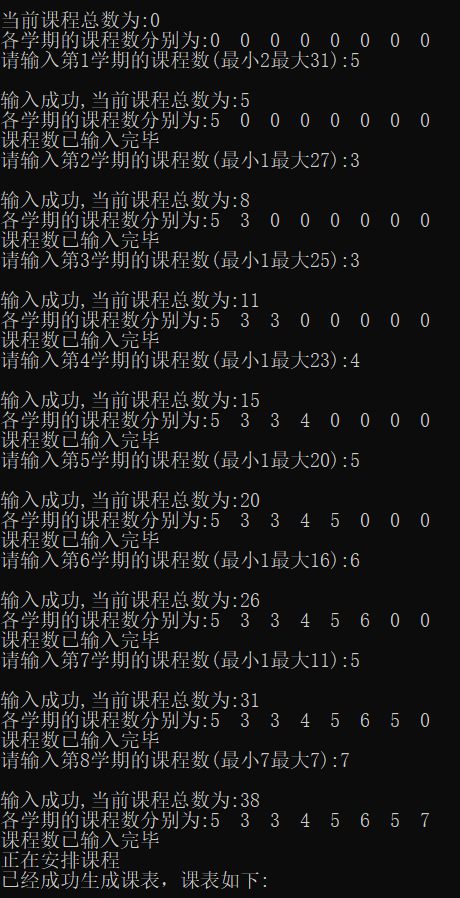 当前课程总数为:0
各学期的课程数分别为:0 0 0 0 0 0 0 0
请输入第1学期的课程数(最小2最大31):5
输入成功,当前课程总数为:5
各学期的课程数分别为:5 0 0 0 0 0 0 0
课程数已输入完毕
请输入第2学期的课程数(最小1最大27):3
输入成功,当前课程总数为:8
各学期的课程数分别为:5 3 0 0 0 0 0 0
课程数已输入完毕
请输入第3学期的课程数(最小1最大25):3
输入成功,当前课程总数为:11
各学期的课程数分别为:5 3 3 0 0 0 0 0
课程数已输入完毕
请输入第4学期的课程数(最小1最大23):4
输入成功,当前课程总数为:15
各学期的课程数分别为:5 3 3 4 0 0 0 0
课程数已输入完毕
请输入第5学期的课程数(最小1最大20):5
输入成功,当前课程总数为:20
各学期的课程数分别为:5 3 3 4 5 0 0 0
课程数已输入完毕
请输入第6学期的课程数(最小1最大16):6
输入成功,当前课程总数为:26
各学期的课程数分别为:5 3 3 4 5 6 0 0
课程数已输入完毕
请输入第7学期的课程数(最小1最大11):5
输入成功,当前课程总数为:31
各学期的课程数分别为:5 3 3 4 5 6 5 0
课程数已输入完毕
请输入第8学期的课程数(最小7最大7):7
输入成功,当前课程总数为:38
各学期的课程数分别为:5 3 3 4 5 6 5 7
课程数已输入完毕
正在安排课程
已经成功生成课表，课表如下: